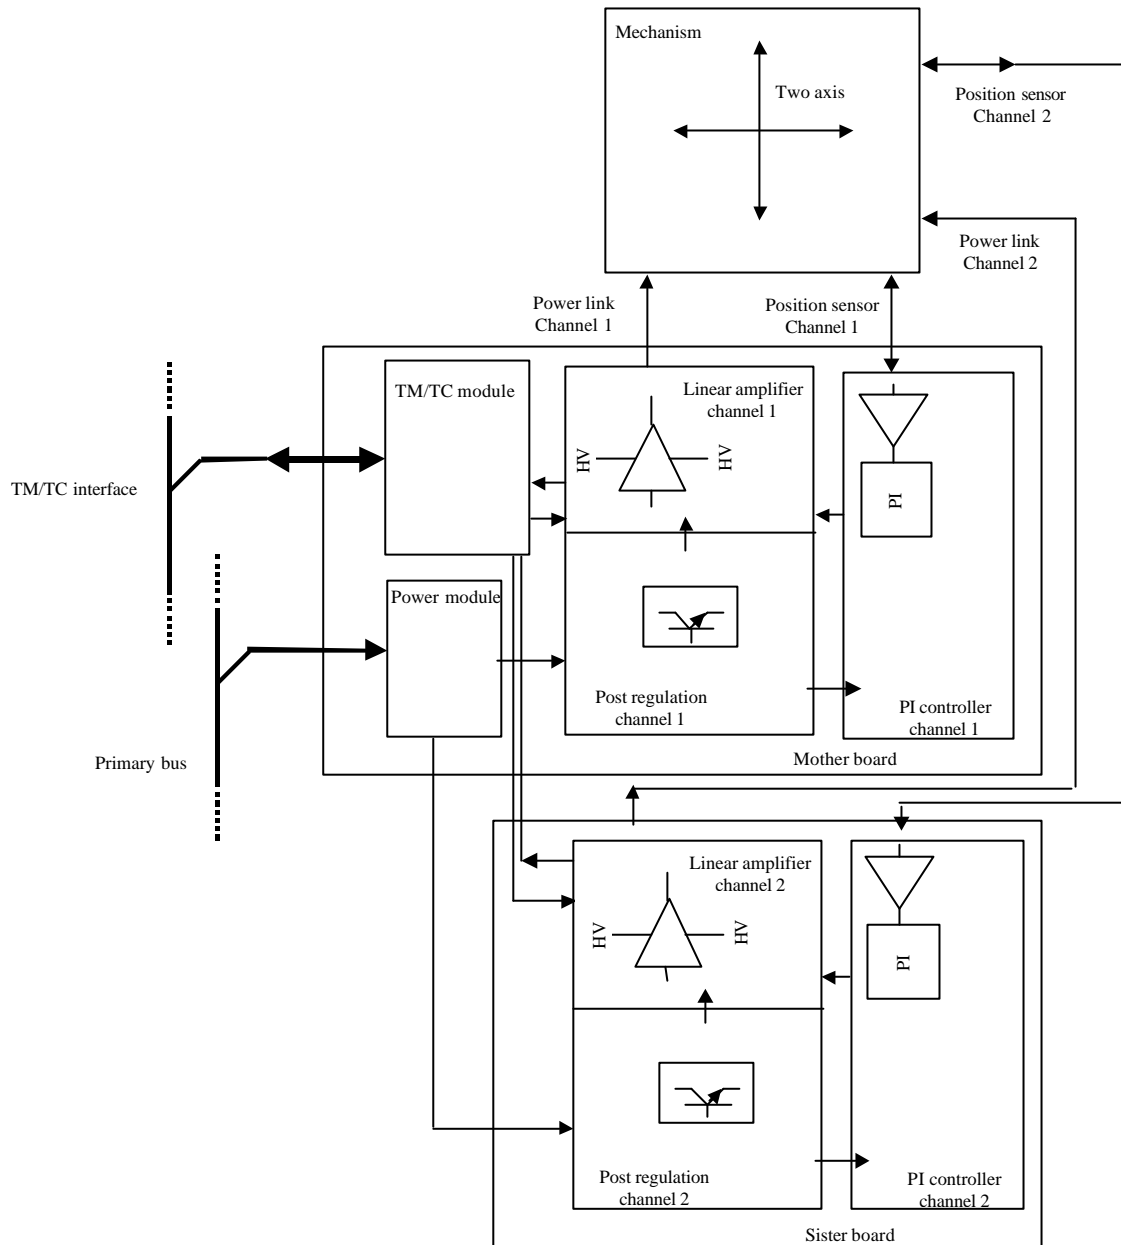 Mechanism
Two axis
Position sensor
Channel 2
Power link
Channel 2
Power link
Channel 1
Position sensor
Channel 1
TM/TC module
Linear amplifier
channel 1
HV
HV
PI
TM/TC interface
Power module
Post regulation
channel 1
PI controller
channel 1
Mother board
Primary bus
Linear amplifier
channel 2
HV
HV
PI
Post regulation
channel 2
PI controller
channel 2
Sister board